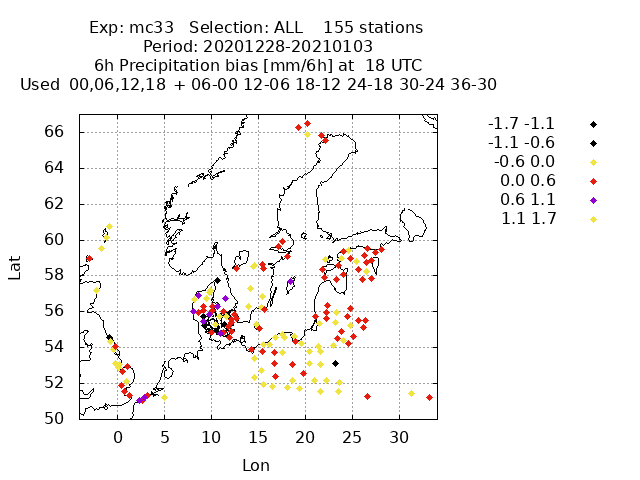 Exp: mc33 Selection: ALL 155 stations
Period: 20201228-20210103
6h Precipitation bias [mm/6h] at 18 UTC
Used 00,06,12,18 + 06-00 12-06 18-12 24-18 30-24 36-30
-1.7 -1.1
-1.1 -0.6
-0.6 0.0
0.0 0.6
0.6 1.1
1.1 1.7
66
64
62
60
58
56
54
52
50
Lat
0 5 10 15 20 25 30
Lon